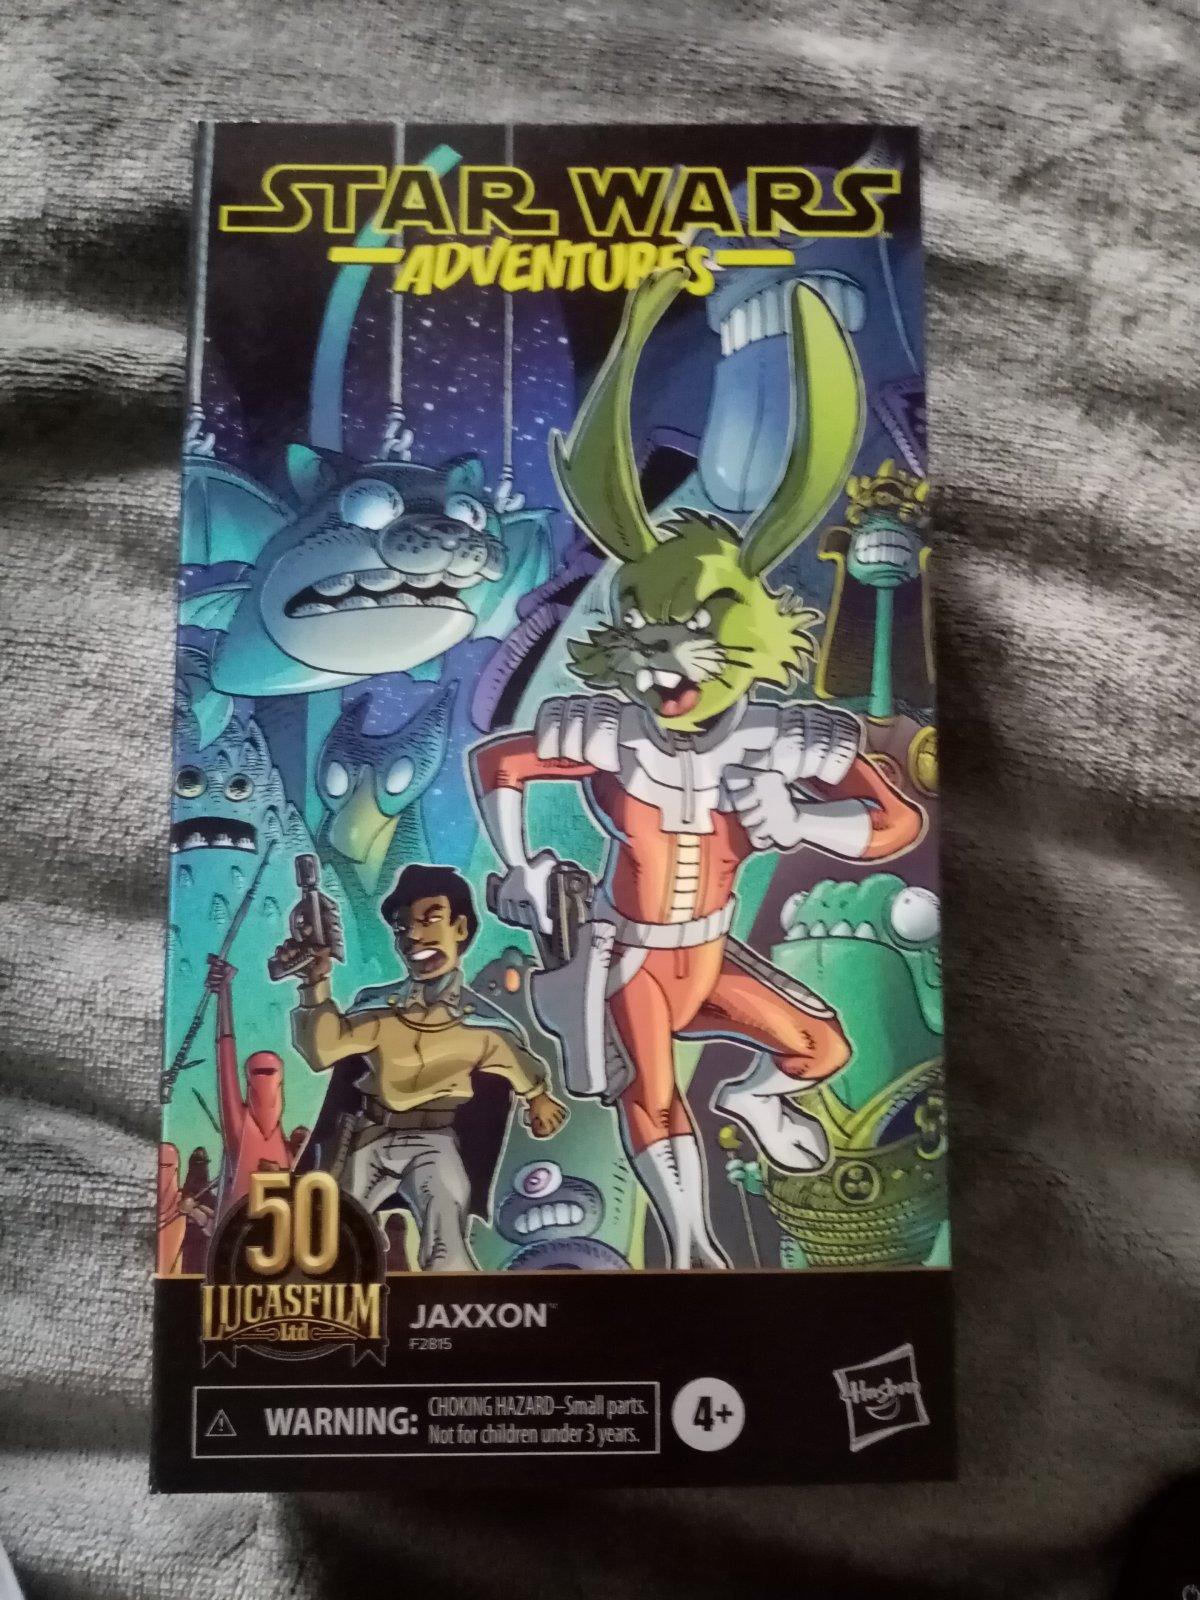 STAR WARS
ADVENTURES
50
LUCASFILM
Ltd
JAXXON™
F2815
WARNING: CHOKING HAZARD–Small parts.
Not for children under 3 years.
4+
Hasbro